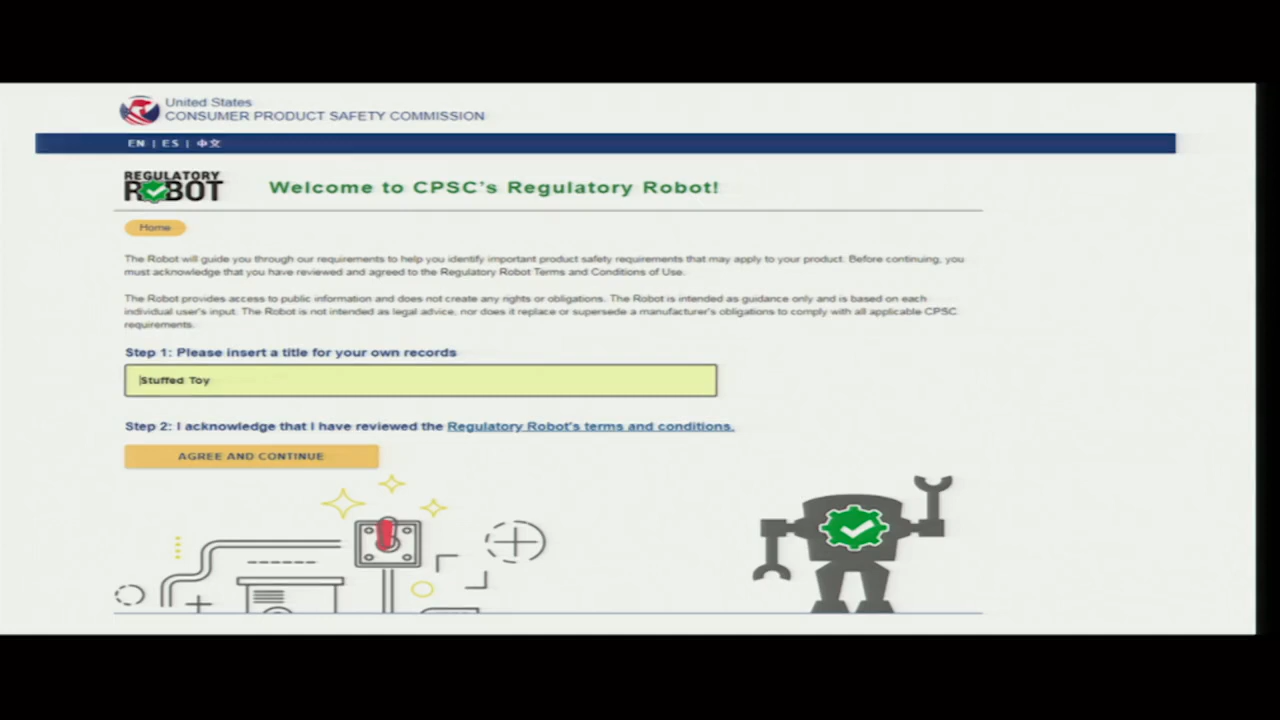 United States
CONSUMER PRODUCT SAFETY COMMISSION
EN | ES | 中文
REGULATORY
ROBOT
Welcome to CPSC's Regulatory Robot!
Home
The Robot will guide you through our requirements to help you identify important product safety requirements that may apply to your product. Before continuing, you
must acknowledge that you have reviewed and agreed to the Regulatory Robot Terms and Conditions of Use.
The Robot provides access to public information and does not create any rights or obligations. The Robot is intended as guidance only and is based on each
individual user's input. The Robot is not intended as legal advice, nor does it replace or supersede a manufacturer's obligations to comply with all applicable CPSC
requirements.
Step 1: Please insert a title for your own records
Stuffed Toy
Step 2: I acknowledge that I have reviewed the Regulatory Robot's terms and conditions.
AGREE AND CONTINUE